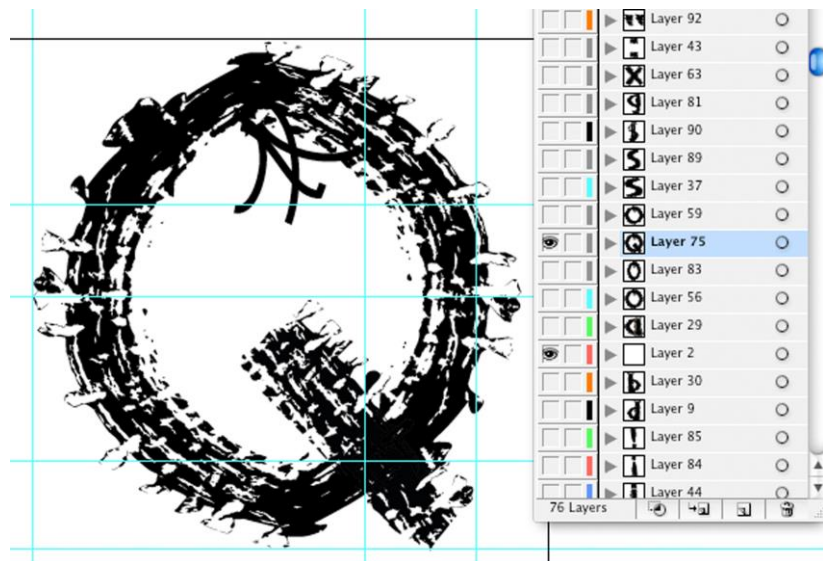 Q
Layer 92
Layer 43
Layer 63
Layer 81
Layer 90
Layer 89
Layer 37
Layer 59
Layer 75
Layer 83
Layer 56
Layer 29
Layer 2
Layer 30
Layer 9
Layer 85
Layer 84
Layer 44
76 Layers